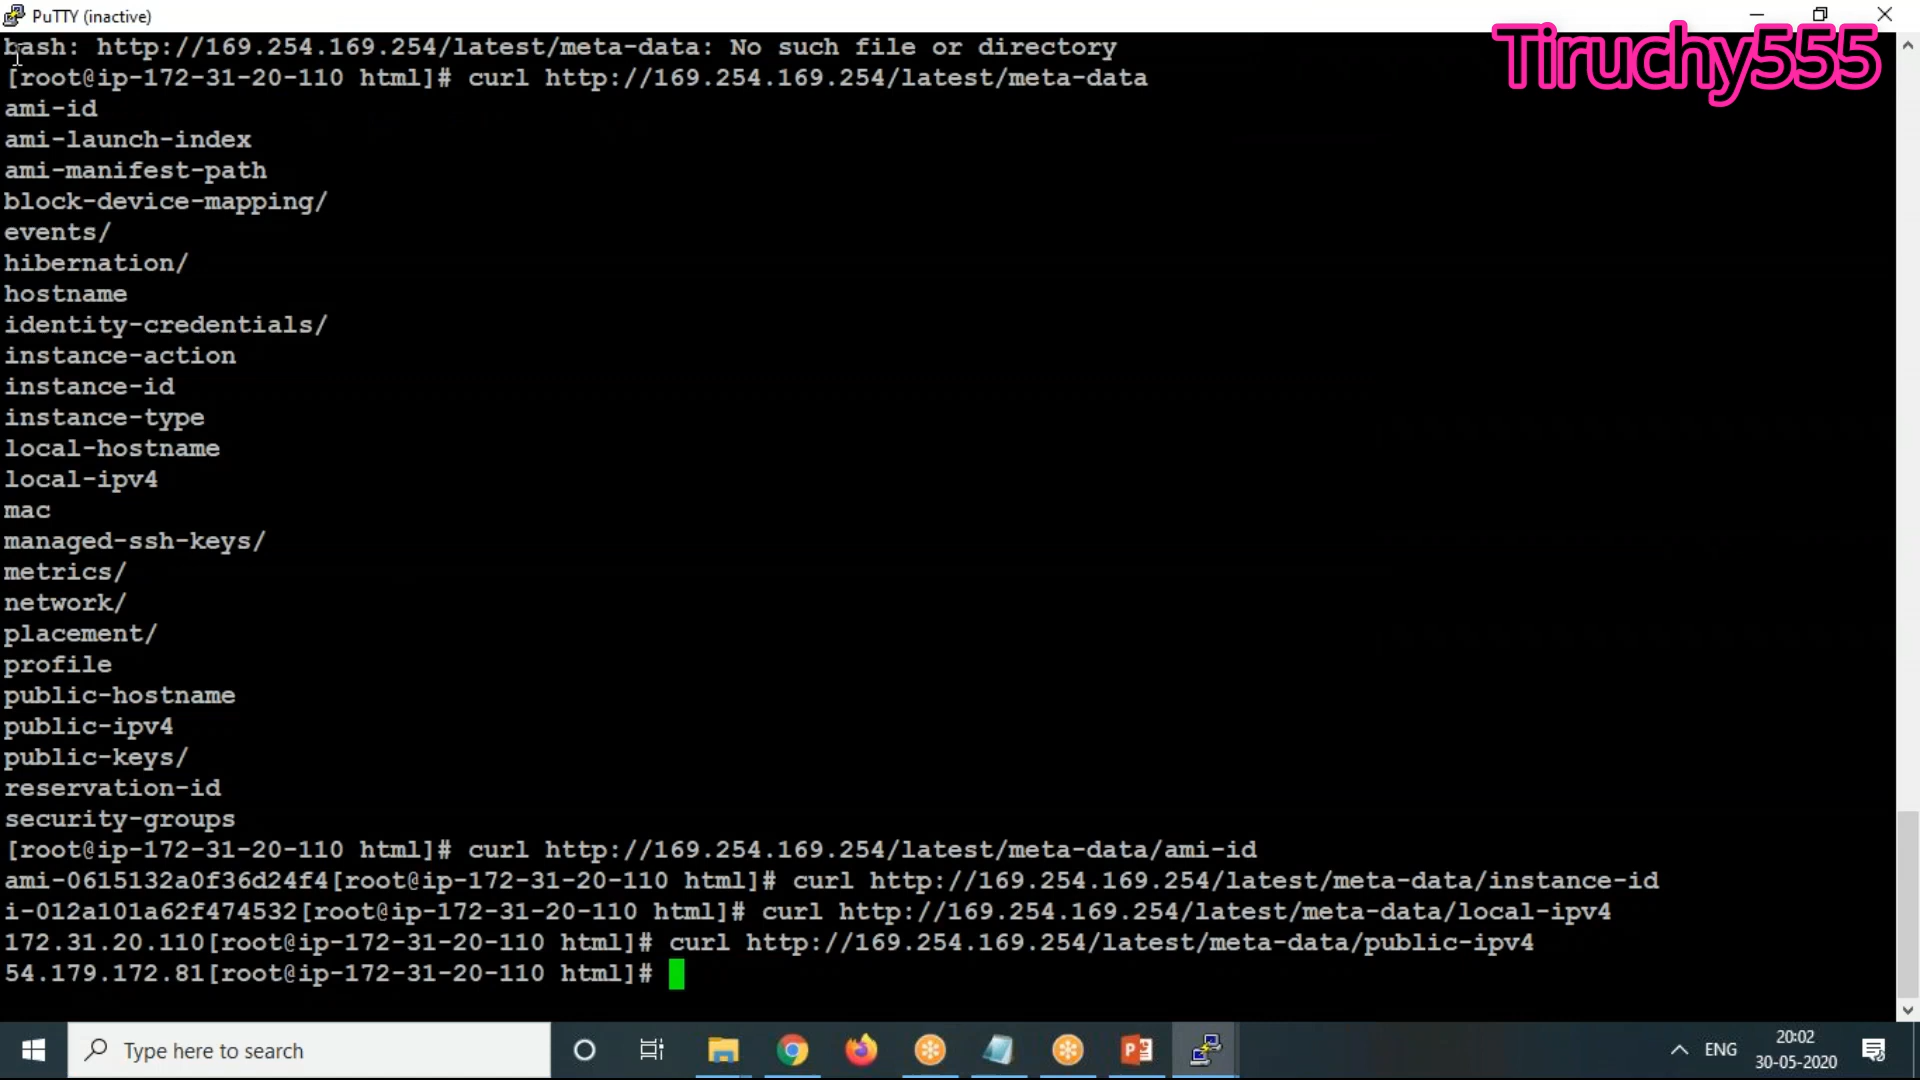 PuTTY (inactive)
Tiruchy555
bash: http://169.254.169.254/latest/meta-data: No such file or directory
[root@ip-172-31-20-110 html]# curl http://169.254.169.254/latest/meta-data
ami-id
ami-launch-index
ami-manifest-path
block-device-mapping/
events/
hibernation/
hostname
identity-credentials/
instance-action
instance-id
instance-type
local-hostname
local-ipv4
mac
managed-ssh-keys/
metrics/
network/
placement/
profile
public-hostname
public-ipv4
public-keys/
reservation-id
security-groups
[root@ip-172-31-20-110 html]# curl http://169.254.169.254/latest/meta-data/ami-id
ami-0615132a0f36d24f4[root@ip-172-31-20-110 html]# curl http://169.254.169.254/latest/meta-data/instance-id
i-012a101a62f474532[root@ip-172-31-20-110 html]# curl http://169.254.169.254/latest/meta-data/local-ipv4
172.31.20.110[root@ip-172-31-20-110 html]# curl http://169.254.169.254/latest/meta-data/public-ipv4
54.179.172.81[root@ip-172-31-20-110 html]#
Type here to search
ENG
20:02
30-05-2020